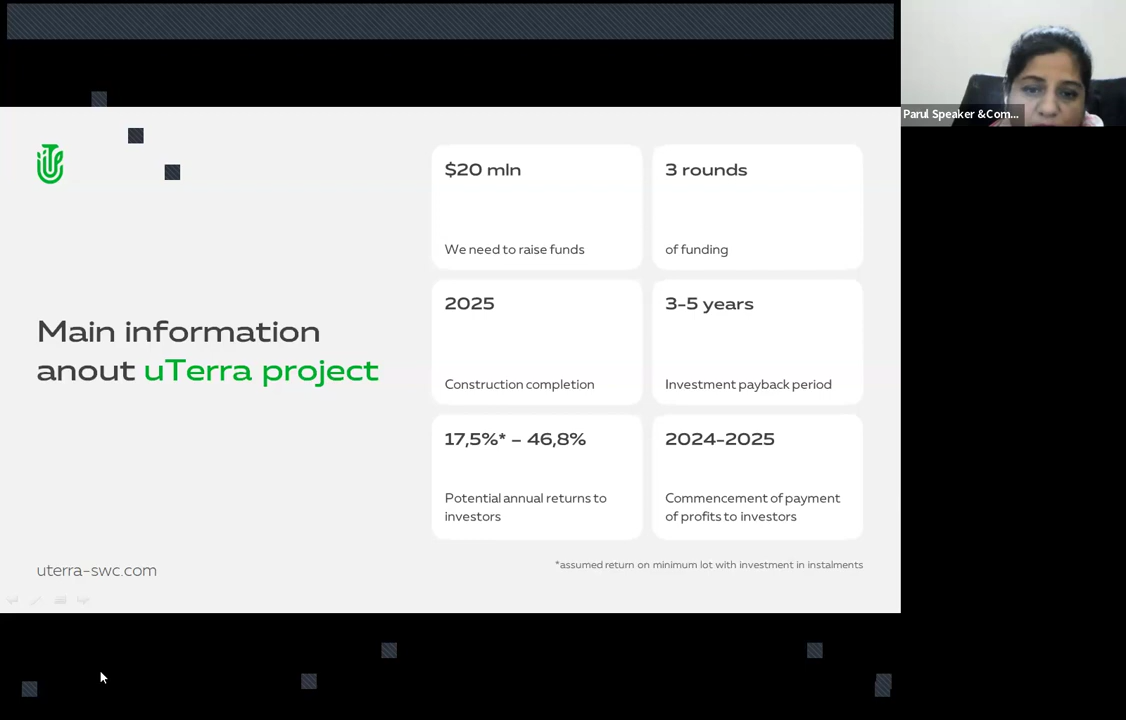 Parul Speaker &Com...
$20 mln
We need to raise funds
3 rounds
of funding
2025
Construction completion
3-5 years
Investment payback period
17,5%* – 46,8%
Potential annual returns to
investors
2024-2025
Commencement of payment
of profits to investors
Main information
anout uTerra project
*assumed return on minimum lot with investment in instalments
uterra-swc.com